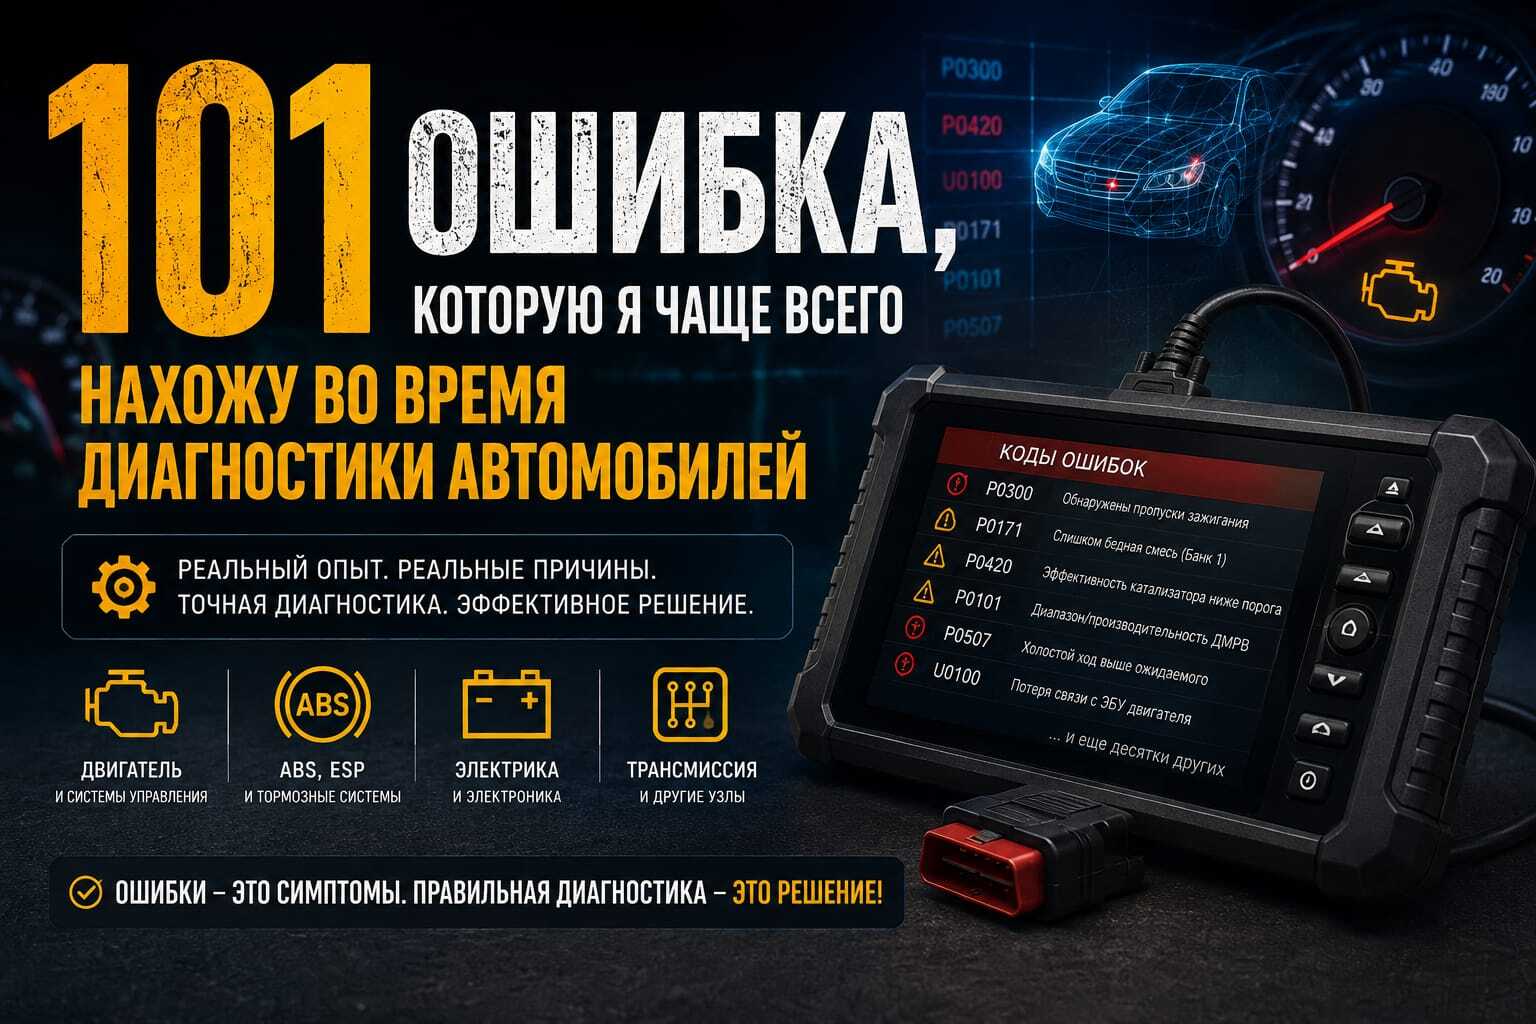 101 ОШИБКА,
КОТОРУЮ Я ЧАЩЕ ВСЕГО
НАХОЖУ ВО ВРЕМЯ
ДИАГНОСТИКИ АВТОМОБИЛЕЙ
РЕАЛЬНЫЙ ОПЫТ. РЕАЛЬНЫЕ ПРИЧИНЫ.
ТОЧНАЯ ДИАГНОСТИКА. ЭФФЕКТИВНОЕ РЕШЕНИЕ.
ДВИГАТЕЛЬ
И СИСТЕМЫ УПРАВЛЕНИЯ
ABS
ABS, ESP
И ТОРМОЗНЫЕ СИСТЕМЫ
ЭЛЕКТРИКА
И ЭЛЕКТРОНИКА
ТРАНСМИССИЯ
И ДРУГИЕ УЗЛЫ
ОШИБКИ – ЭТО СИМПТОМЫ. ПРАВИЛЬНАЯ ДИАГНОСТИКА – ЭТО РЕШЕНИЕ!
P0300
P0420
U0100
P0171
P0101
P0507
40
20
КОДЫ ОШИБОК
P0300 Обнаружены пропуски зажигания
P0171 Слишком бедная смесь (Банк 1)
P0420 Эффективность катализатора ниже порога
P0101 Диапазон/производительность ДМРВ
P0507 Холостой ход выше ожидаемого
U0100 Потеря связи с ЭБУ двигателя
... и еще десятки других